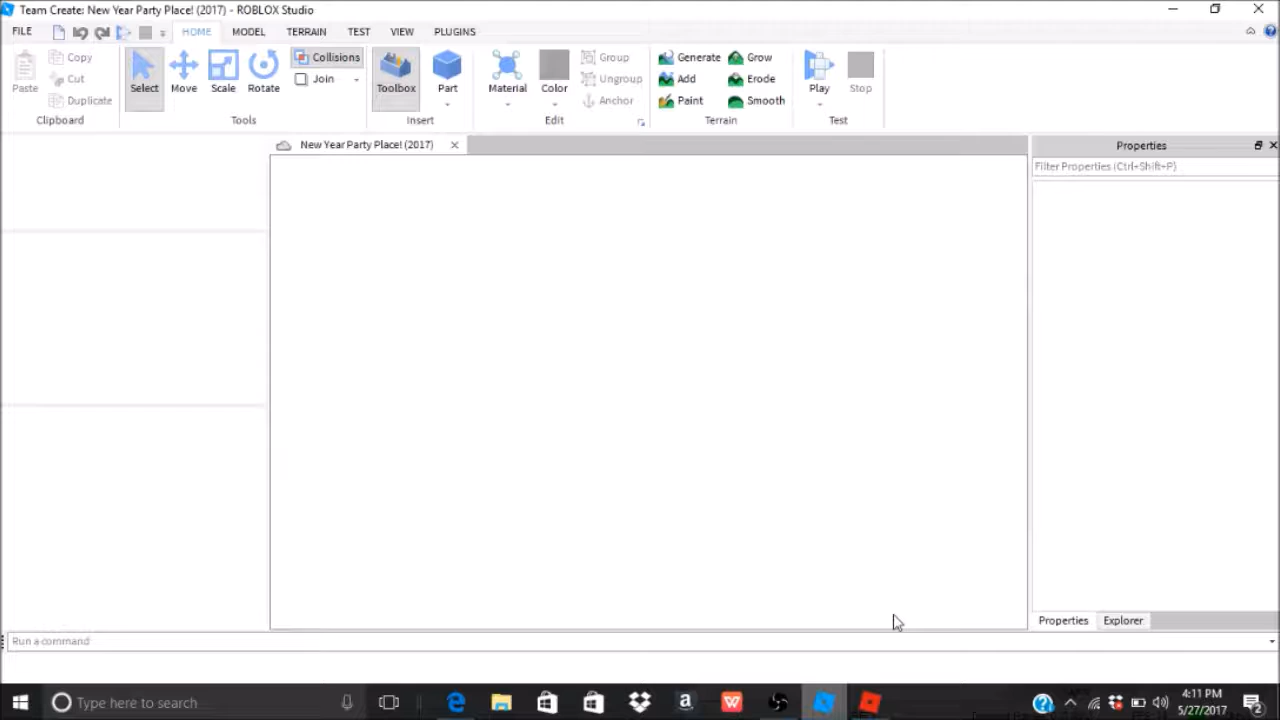 Team Create: New Year Party Place! (2017) - ROBLOX Studio
FILE HOME MODEL TERRAIN TEST VIEW PLUGINS
Paste
Copy
Cut
Duplicate
Clipboard
Select Move Scale Rotate
Collisions
Join
Tools
Toolbox Part
Insert
Material Color
Group
Ungroup
Anchor
Edit
Generate Grow
Add Erode
Paint Smooth
Terrain
Play Stop
Test
New Year Party Place! (2017)
Properties
Filter Properties (Ctrl+Shift+P)
Properties Explorer
Run a command
Type here to search
4:11 PM
5/27/2017
2